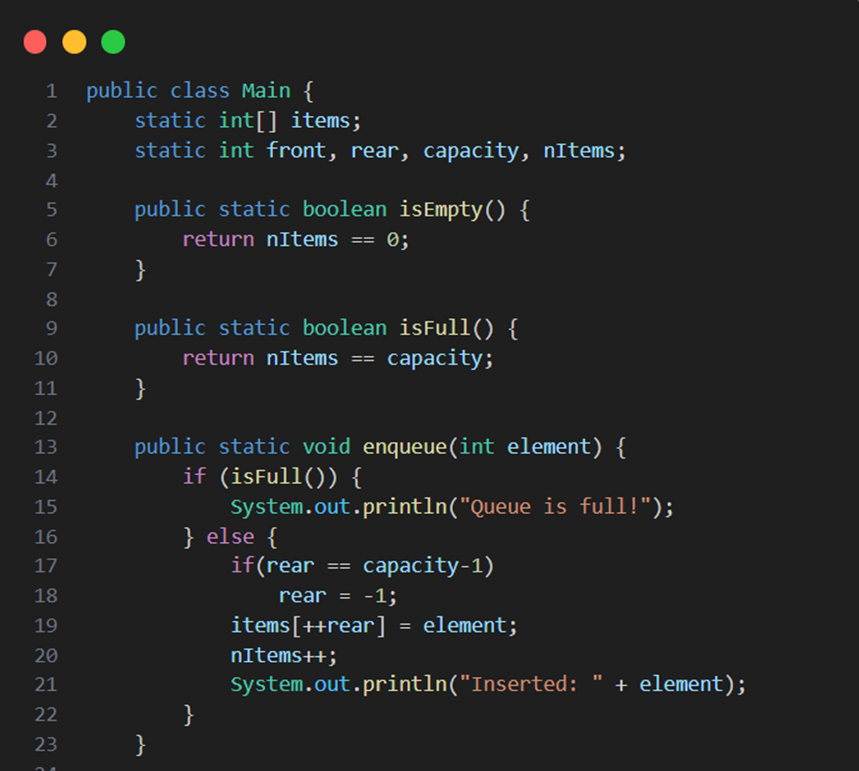 1 public class Main {
2 static int[] items;
3 static int front, rear, capacity, nItems;
4
5 public static boolean isEmpty() {
6 return nItems == 0;
7 }
8
9 public static boolean isFull() {
10 return nItems == capacity;
11 }
12
13 public static void enqueue(int element) {
14 if (isFull()) {
15 System.out.println("Queue is full!");
16 } else {
17 if(rear == capacity-1)
18 rear = -1;
19 items[++rear] = element;
20 nItems++;
21 System.out.println("Inserted: " + element);
22 }
23 }